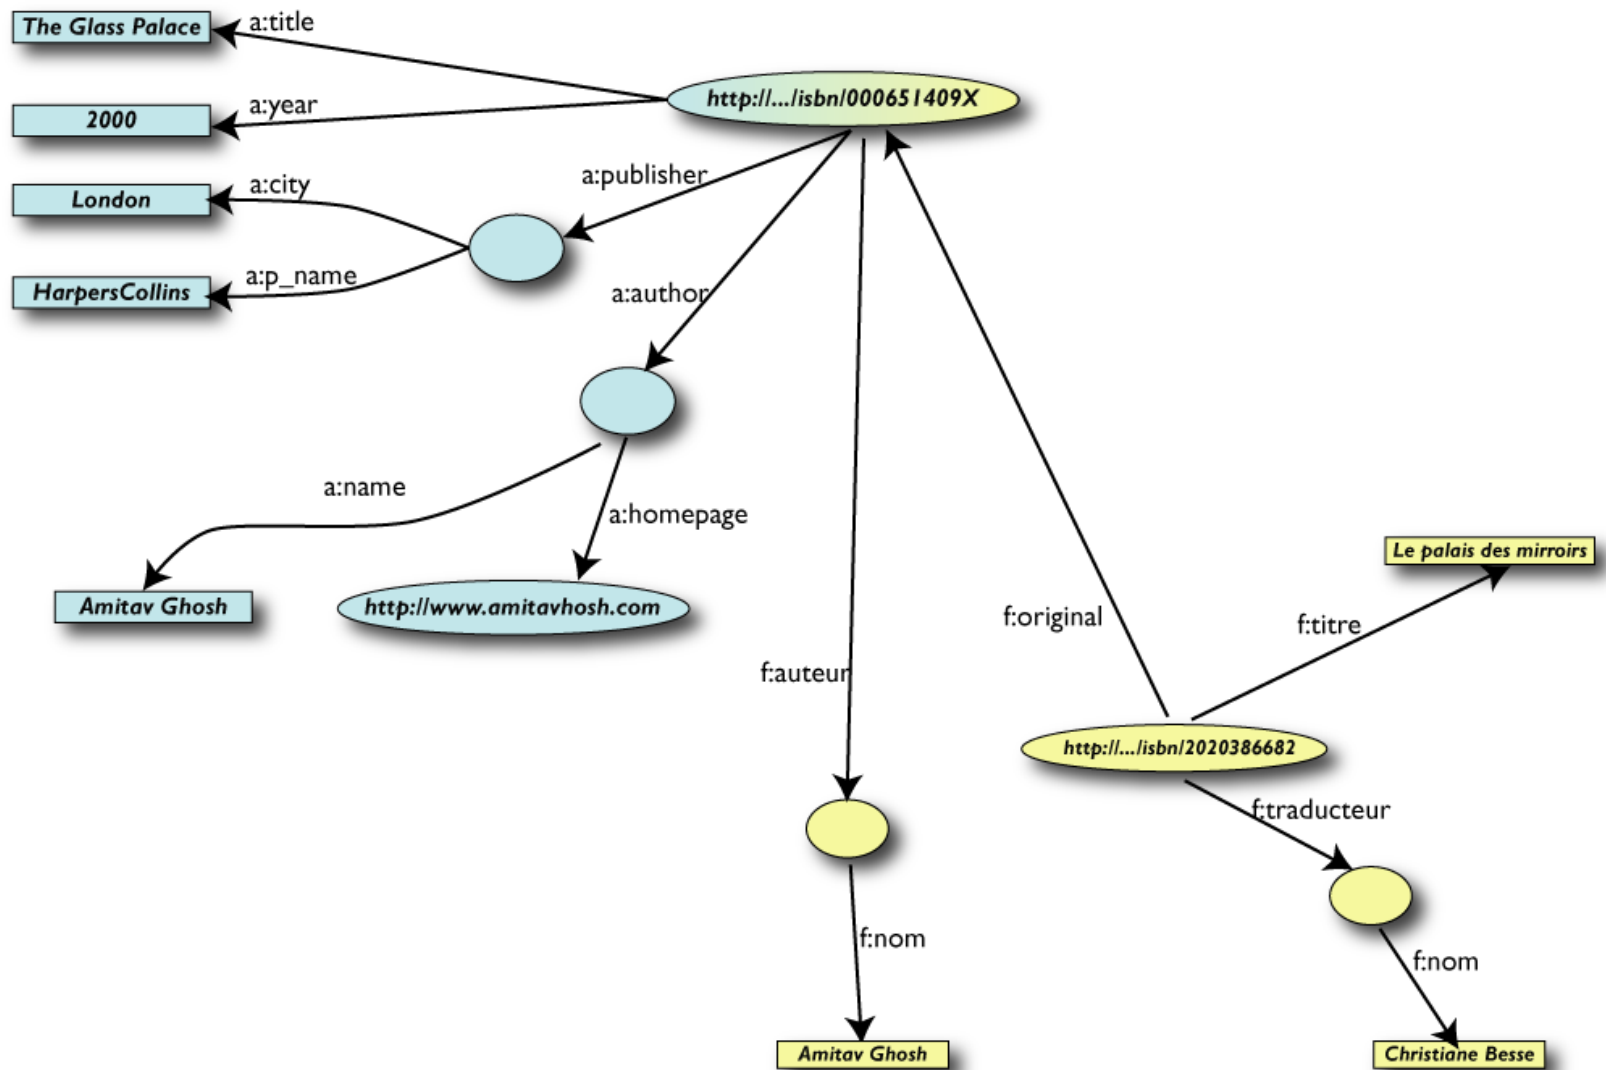 The Glass Palace
a:title
http://.../isbn/000651409X
2000
a:year
a:publisher
London
a:city
HarpersCollins
a:p_name
a:author
a:name
a:homepage
Amitav Ghosh
http://www.amitavhosh.com
Le palais des mirroirs
f:original
f:titre
f:auteur
http://.../isbn/2020386682
f:traducteur
f:nom
f:nom
Amitav Ghosh
Christiane Besse